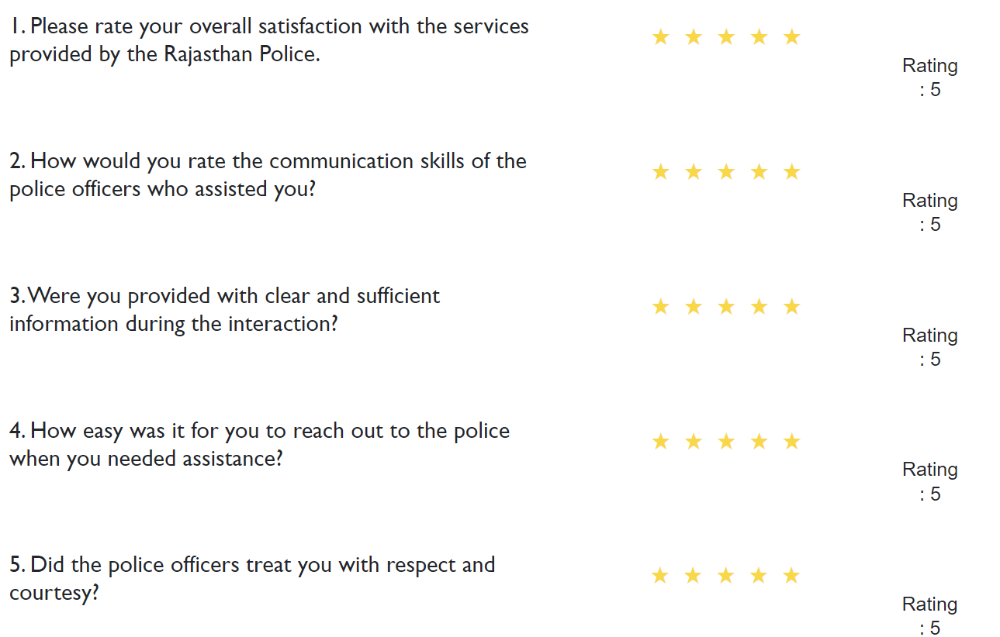 1. Please rate your overall satisfaction with the services
provided by the Rajasthan Police.
Rating
: 5
2. How would you rate the communication skills of the
police officers who assisted you?
Rating
: 5
3. Were you provided with clear and sufficient
information during the interaction?
Rating
: 5
4. How easy was it for you to reach out to the police
when you needed assistance?
Rating
: 5
5. Did the police officers treat you with respect and
courtesy?
Rating
: 5